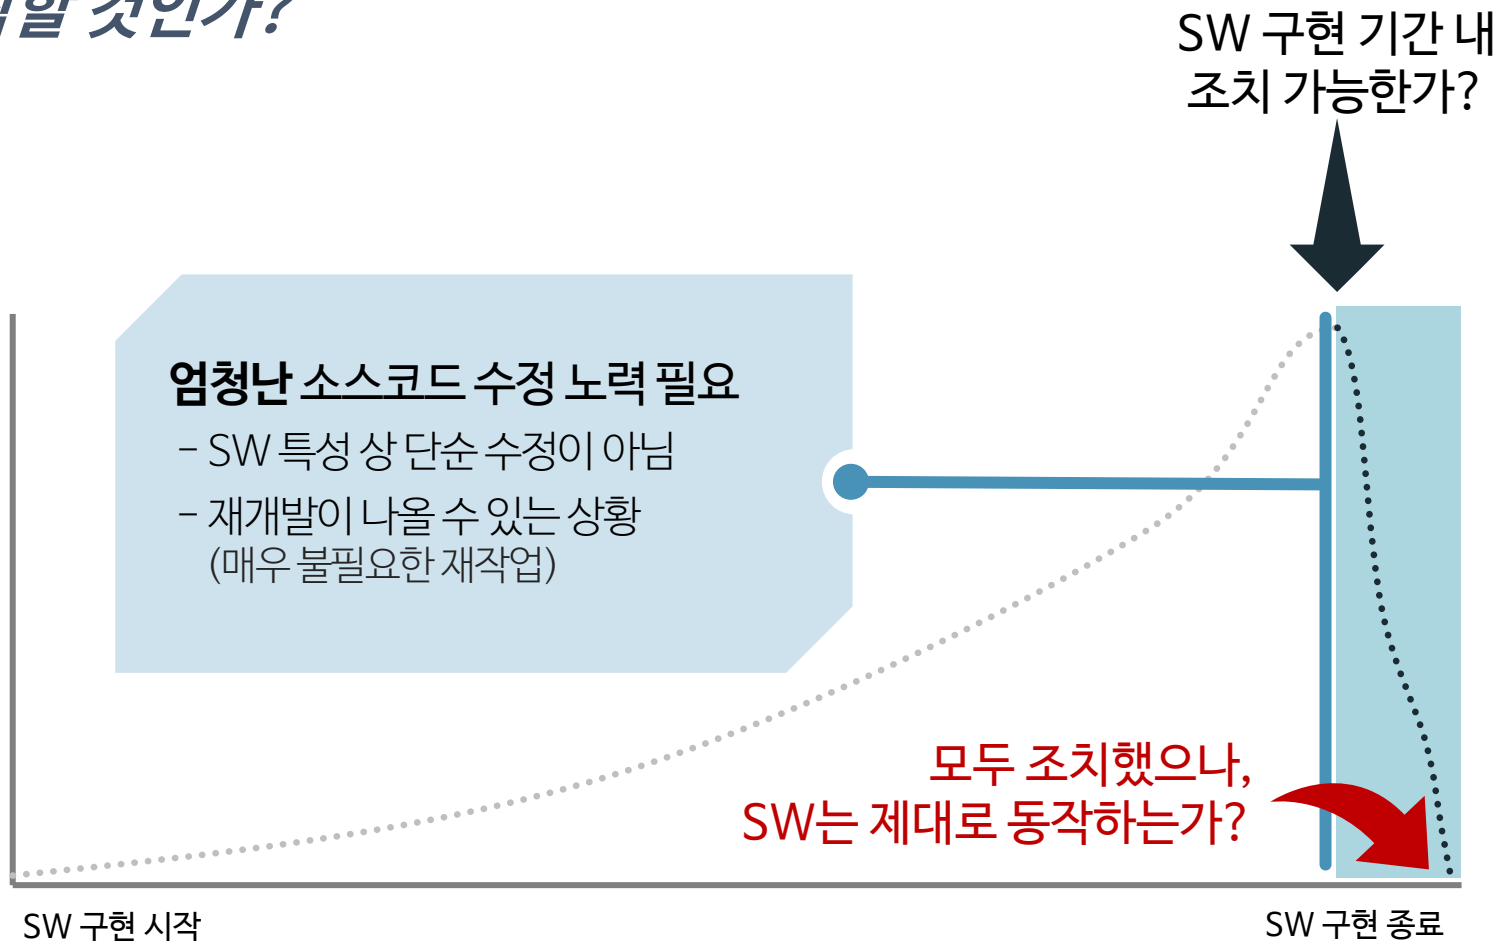 할 것인가?
SW 구현 기간 내
조치 가능한가?
엄청난 소스코드 수정 노력 필요
- SW 특성 상 단순 수정이 아님
- 재개발이 나올 수 있는 상황
(매우 불필요한 재작업)
모두 조치했으나,
SW는 제대로 동작하는가?
SW 구현 시작
SW 구현 종료